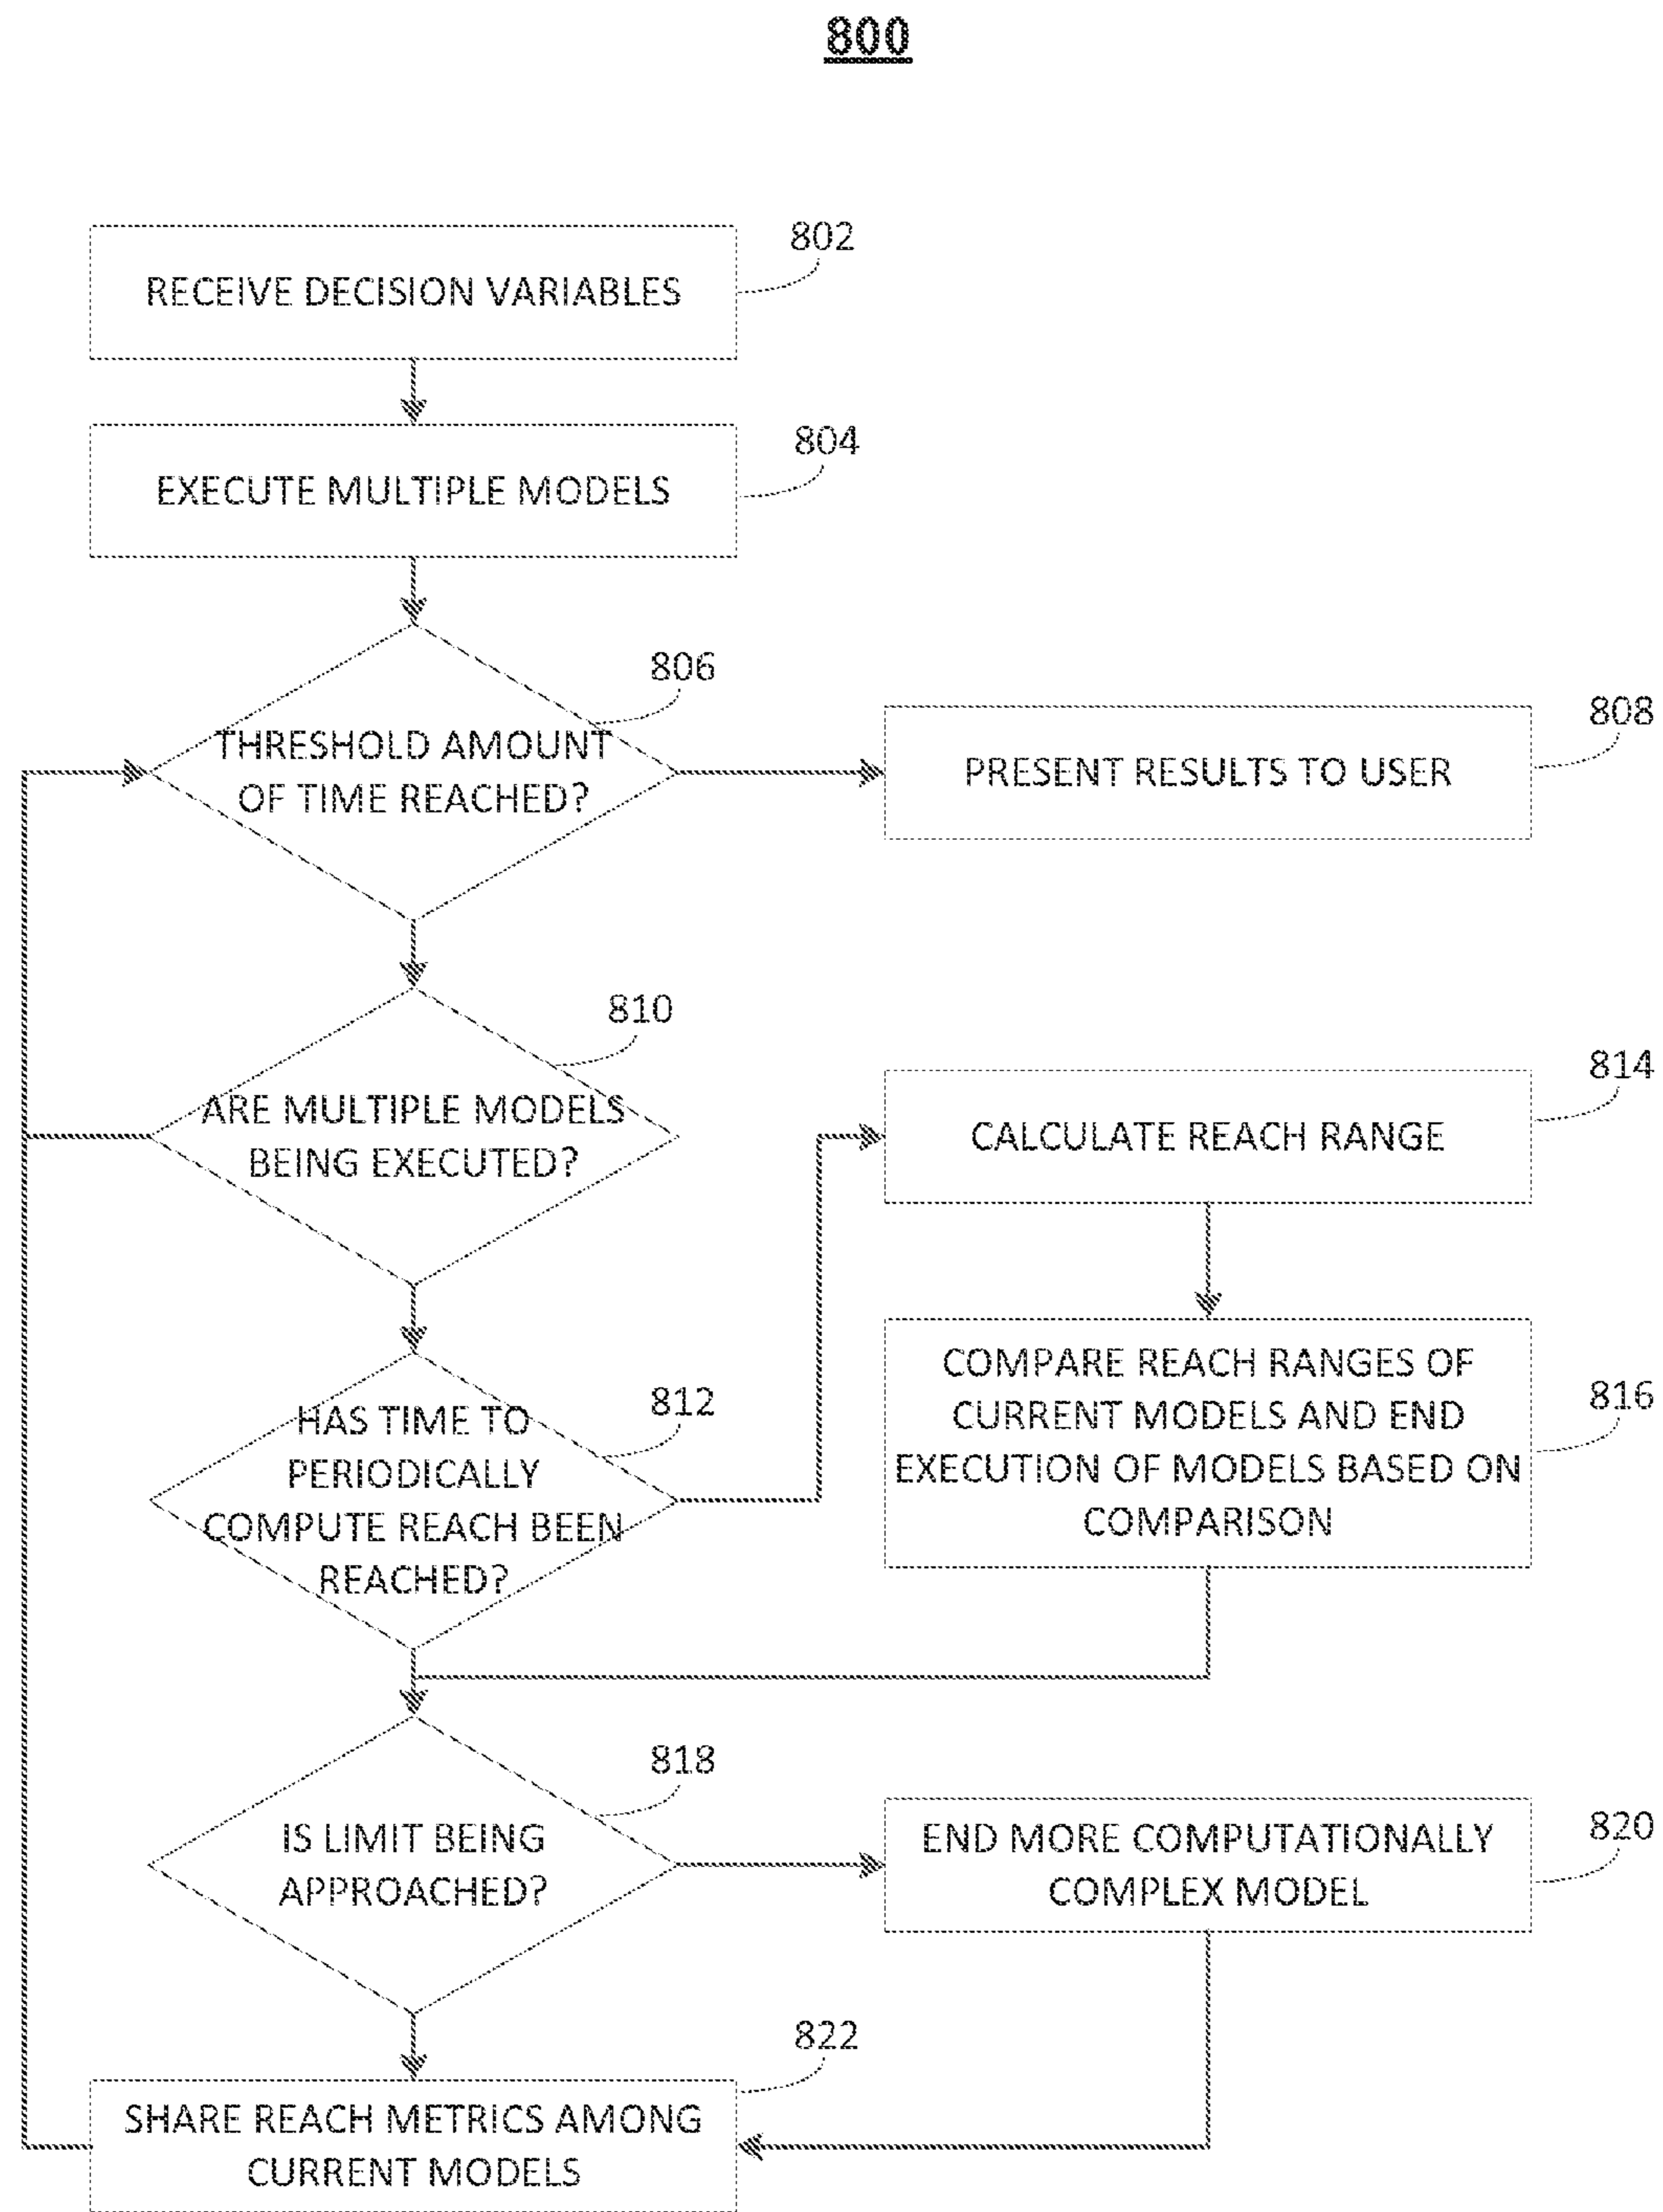 800
802
RECEIVE DECISION VARIABLES
804
EXECUTE MULTIPLE MODELS
806
THRESHOLD AMOUNT
OF TIME REACHED?
808
PRESENT RESULTS TO USER
810
ARE MULTIPLE MODELS
BEING EXECUTED?
814
CALCULATE REACH RANGE
812
HAS TIME TO
PERIODICALLY
COMPUTE REACH BEEN
REACHED?
816
COMPARE REACH RANGES OF
CURRENT MODELS AND END
EXECUTION OF MODELS BASED ON
COMPARISON
818
IS LIMIT BEING
APPROACHED?
820
END MORE COMPUTATIONALLY
COMPLEX MODEL
822
SHARE REACH METRICS AMONG
CURRENT MODELS